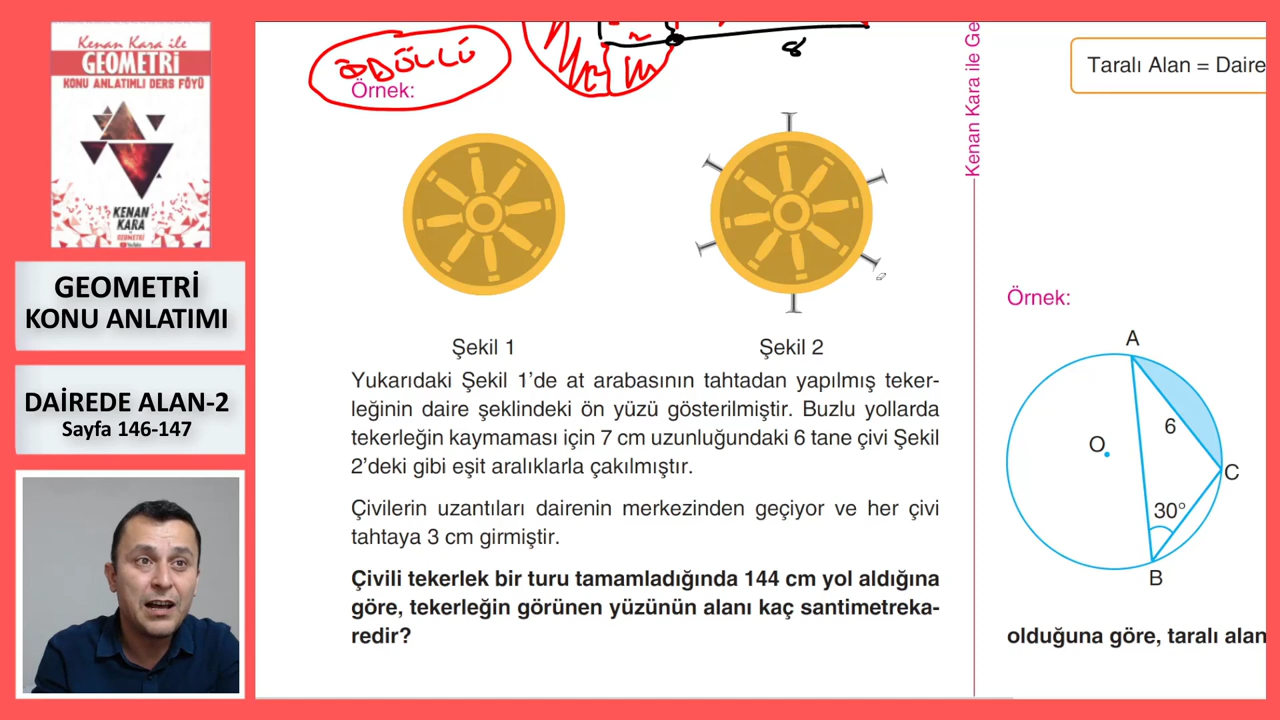 Kenan Kara ile
GEOMETRİ
KONU ANLATIMLI DERS FÖYÜ
KENAN
KARA
GEOMETRİ
YouTube
GEOMETRİ
KONU ANLATIMI
DAİREDE ALAN-2
Sayfa 146-147
ÖDÜLLÜ
8
Örnek:
Şekil 1
Şekil 2
Yukarıdaki Şekil 1’de at arabasının tahtadan yapılmış teker-
leğinin daire şeklindeki ön yüzü gösterilmiştir. Buzlu yollarda
tekerleğin kaymaması için 7 cm uzunluğundaki 6 tane çivi Şekil
2’deki gibi eşit aralıklarla çakılmıştır.
Çivilerin uzantıları dairenin merkezinden geçiyor ve her çivi
tahtaya 3 cm girmiştir.
Çivili tekerlek bir turu tamamladığında 144 cm yol aldığına
göre, tekerleğin görünen yüzünün alanı kaç santimetreka-
redir?
Kenan Kara ile Ge
Taralı Alan = Daire
Örnek:
A
6
O
C
30°
B
olduğuna göre, taralı alan